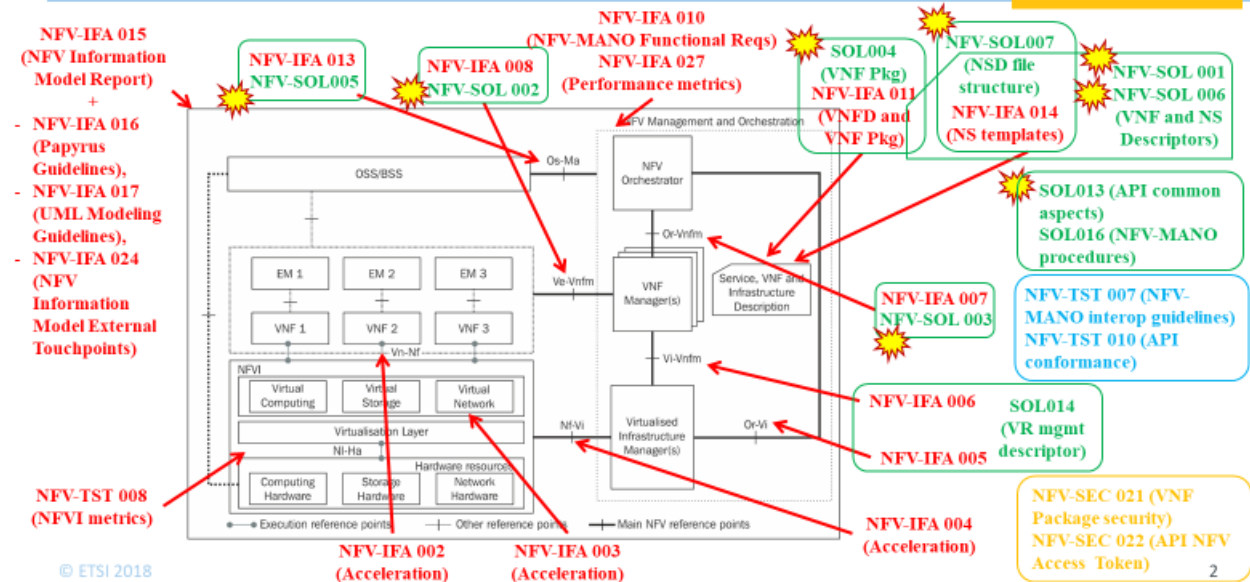 NFV-IFA 015
(NFV Information
Model Report)
+
- NFV-IFA 016
(Papyrus
Guidelines),
- NFV-IFA 017
(UML Modeling
Guidelines),
- NFV-IFA 024
(NFV
Information
Model External
Touchpoints)
NFV-IFA 013
NFV-SOL005
NFV-IFA 008
NFV-SOL 002
NFV-IFA 010
(NFV-MANO Functional Reqs)
NFV-IFA 027
(Performance metrics)
SOL004
(VNF Pkg)
NFV-IFA 011
(VNFD and
VNF Pkg)
NFV-SOL007
(NSD file
structure)
NFV-IFA 014
(NS templates)
NFV-SOL 001
NFV-SOL 006
(VNF and NS
Descriptors)
SOL013 (API common
aspects)
SOL016 (NFV-MANO
procedures)
NFV-TST 007 (NFV-
MANO interop guidelines)
NFV-TST 010 (API
conformance)
NFV Management and Orchestration
Os-Ma
OSS/BSS
NFV
Orchestrator
Or-Vnfm
EM 1
EM 2
EM 3
Ve-Vnfm
VNF
Manager(s)
Service, VNF and
Infrastructure
Description
NFV-IFA 007
NFV-SOL 003
VNF 1
VNF 2
VNF 3
Vn-Nf
Vi-Vnfm
NFVI
Virtual
Computing
Virtual
Storage
Virtual
Network
Virtualisation Layer
Nl-Ha
Nf-Vi
Virtualised
Infrastructure
Manager(s)
Or-Vi
NFV-IFA 006
SOL014
(VR mgmt
descriptor)
NFV-IFA 005
Hardware resources
Computing
Hardware
Storage
Hardware
Network
Hardware
Execution reference points
Other reference points
Main NFV reference points
NFV-TST 008
(NFVI metrics)
NFV-IFA 002
(Acceleration)
NFV-IFA 003
(Acceleration)
NFV-IFA 004
(Acceleration)
NFV-SEC 021 (VNF
Package security)
NFV-SEC 022 (API NFV
Access Token)
© ETSI 2018
2